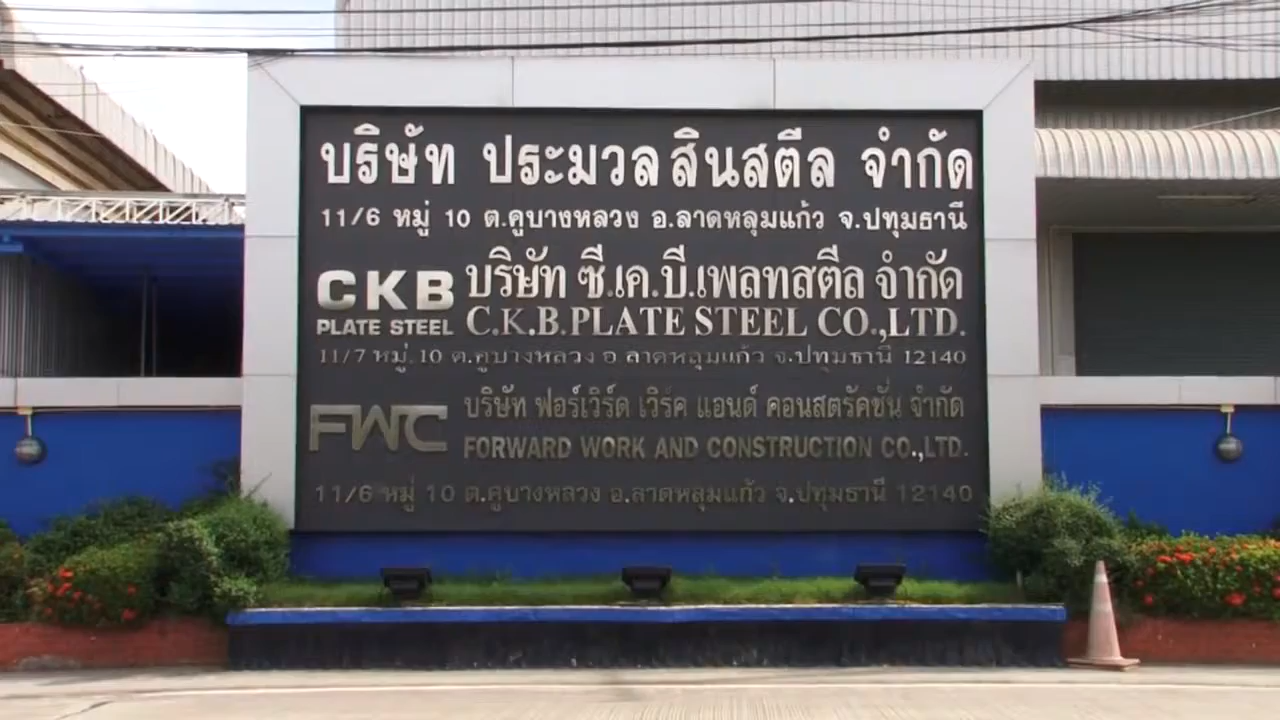 บริษัท ประมวลสินสตีล จำกัด
11/6 หมู่ 10 ต.คูบางหลวง อ.ลาดหลุมแก้ว จ.ปทุมธานี
CKB
PLATE STEEL
บริษัท ซี.เค.บี.เพลทสตีล จำกัด
C.K.B.PLATE STEEL CO.,LTD.
11/7 หมู่ 10 ต.คูบางหลวง อ ลาดหลุมแก้ว จ.ปทุมธานี 12140
FWC
บริษัท ฟอร์เวิร์ด เวิร์ค แอนด์ คอนสตรัคชั่น จำกัด
FORWARD WORK AND CONSTRUCTION CO.,LTD.
11/6 หมู่ 10 ต.คูบางหลวง อ.ลาดหลุมแก้ว จ.ปทุมธานี 12140